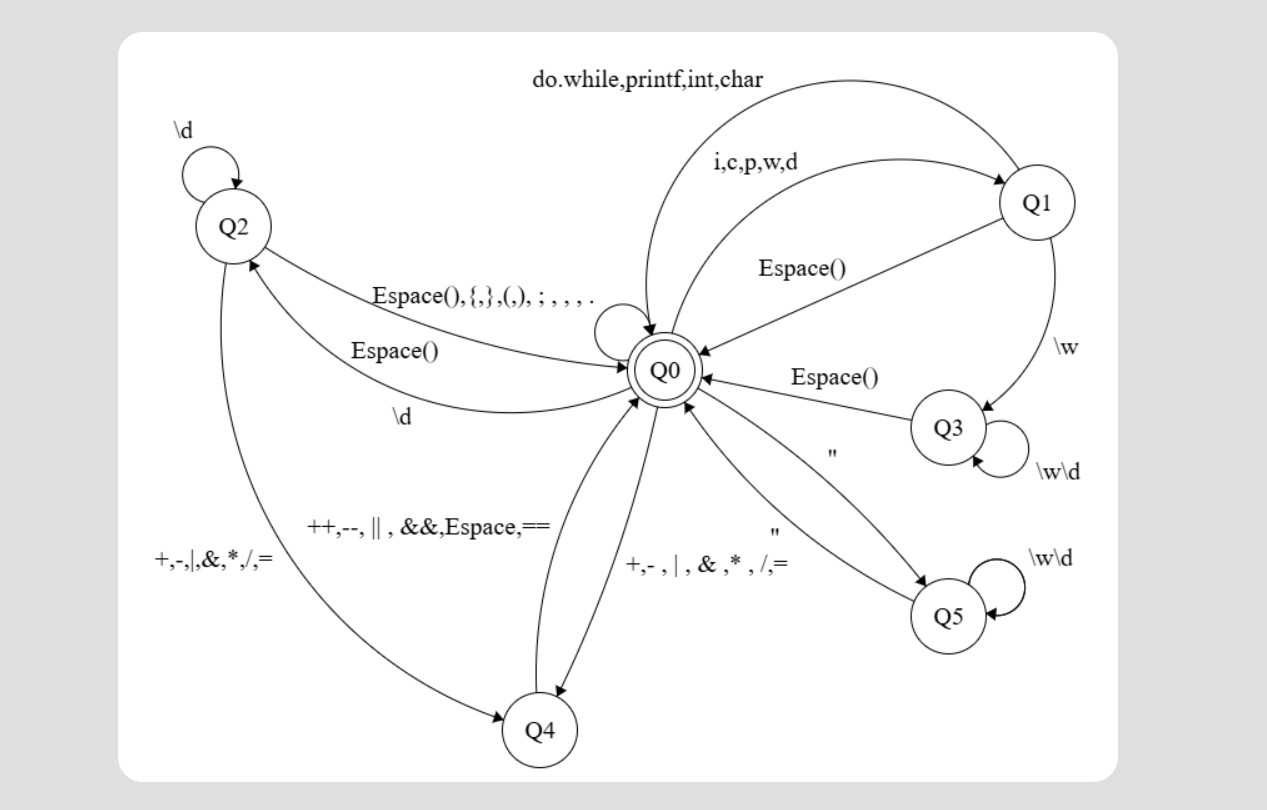 do.while,printf,int,char
\d
i,c,p,w,d
Q1
Q2
Espace()
Espace(),{,},(,), ; , , , .
Espace()
\w
Q0
Espace()
\d
Q3
"
\w\d
++,--, || , &&,Espace,==
"
+,-,|,&,*,/,=
+,- , | , & ,* , /,=
\w\d
Q5
Q4